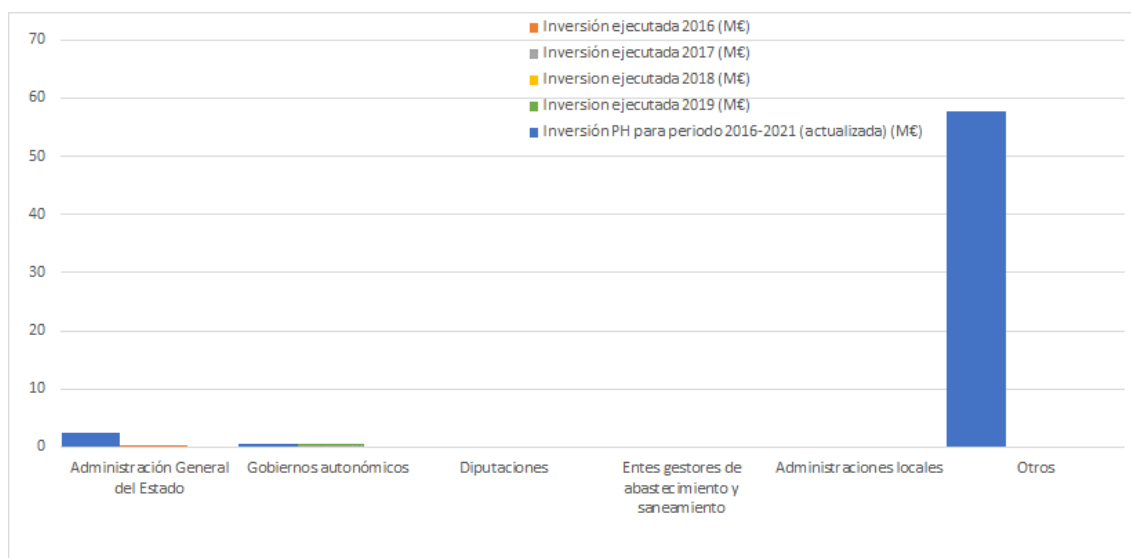 Inversión ejecutada 2016 (M€)
Inversión ejecutada 2017 (M€)
Inversion ejecutada 2018 (M€)
Inversion ejecutada 2019 (M€)
Inversión PH para periodo 2016-2021 (actualizada) (M€)
70
60
50
40
30
20
10
0
Administración General
del Estado
Gobiernos autonómicos
Diputaciones
Entes gestores de
abastecimiento y
saneamiento
Administraciones locales
Otros